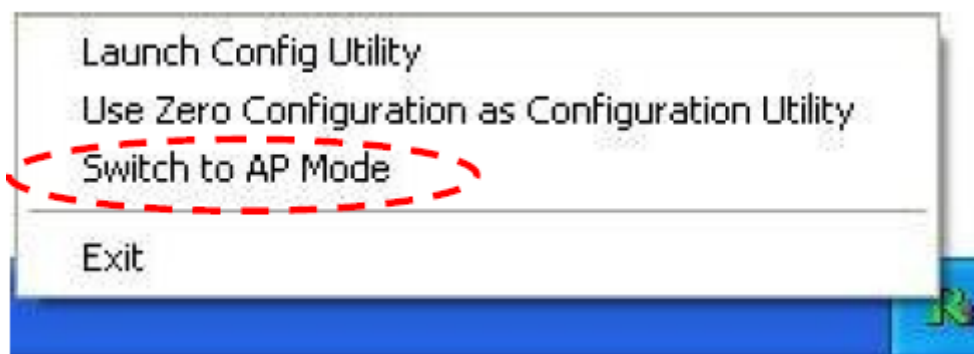 Launch Config Utility
Use Zero Configuration as Configuration Utility
Switch to AP Mode
Exit